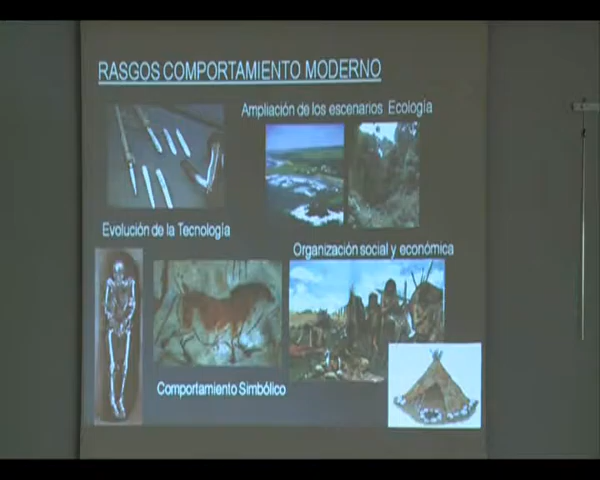 RASGOS COMPORTAMIENTO MODERNO
Ampliación de los escenarios Ecología
Evolución de la Tecnología
Organización social y económica
Comportamiento Simbólico